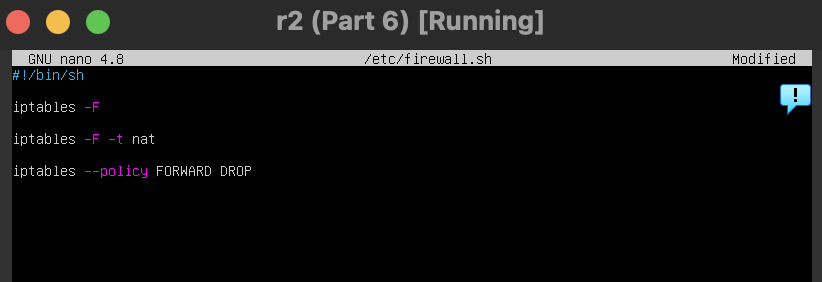 r2 (Part 6) [Running]
GNU nano 4.8 /etc/firewall.sh Modified
#!/bin/sh
iptables -F
iptables -F -t nat
iptables --policy FORWARD DROP
!